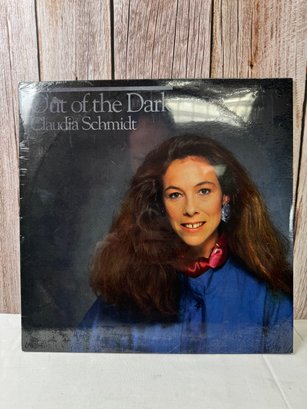 Out of the Dark
Claudia Schmidt